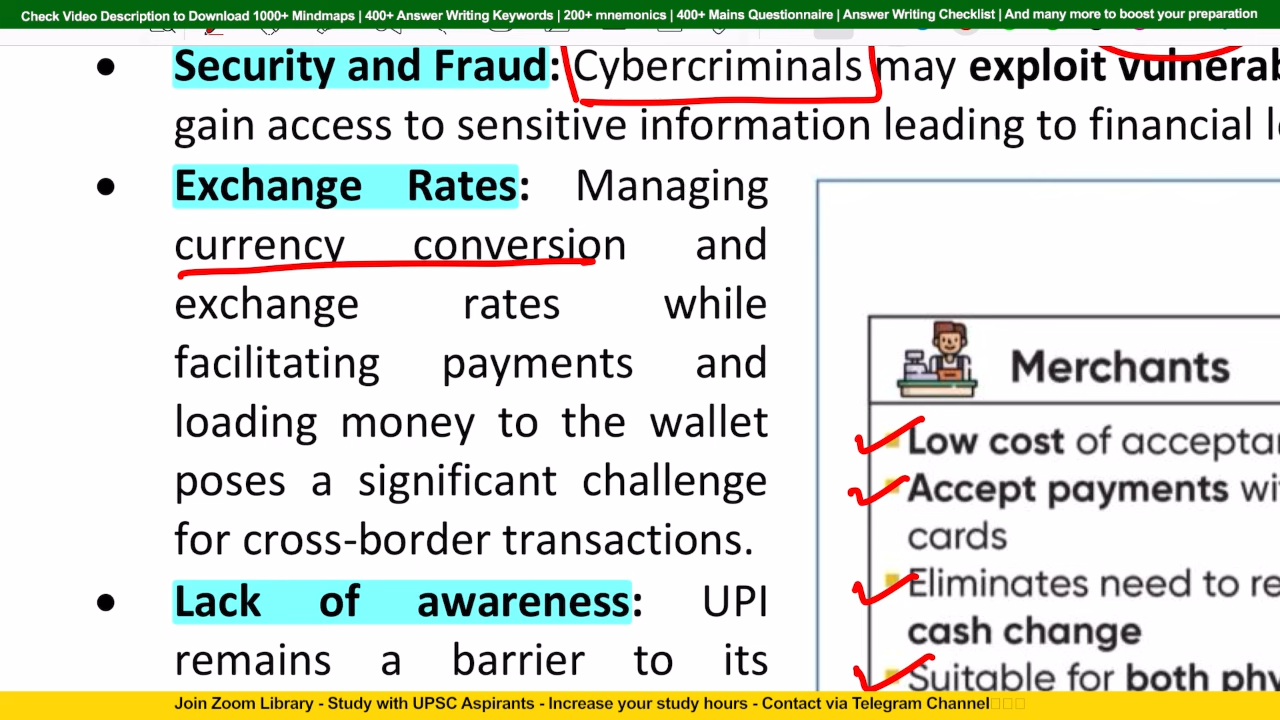 Check Video Description to Download 1000+ Mindmaps | 400+ Answer Writing Keywords | 200+ mnemonics | 400+ Mains Questionnaire | Answer Writing Checklist | And many more to boost your preparation
Security and Fraud: Cybercriminals may exploit
gain access to sensitive information leading to financial
Exchange Rates: Managing
currency conversion and
exchange rates while
facilitating payments and
loading money to the wallet
poses a significant challenge
for cross-border transactions.
Lack of awareness: UPI
remains a barrier to its
Merchants
Low cost of
Accept payments
cards
Eliminates need to
cash change
Suitable for both
Join Zoom Library - Study with UPSC Aspirants - Increase your study hours - Contact via Telegram Channel